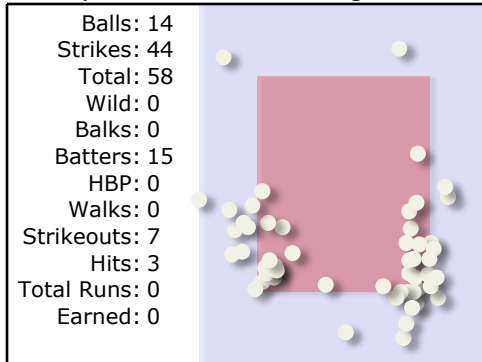 Balls: 14
Strikes: 44
Total: 58
Wild: 0
Balks: 0
Batters: 15
HBP: 0
Walks: 0
Strikeouts: 7
Hits: 3
Total Runs: 0
Earned: 0